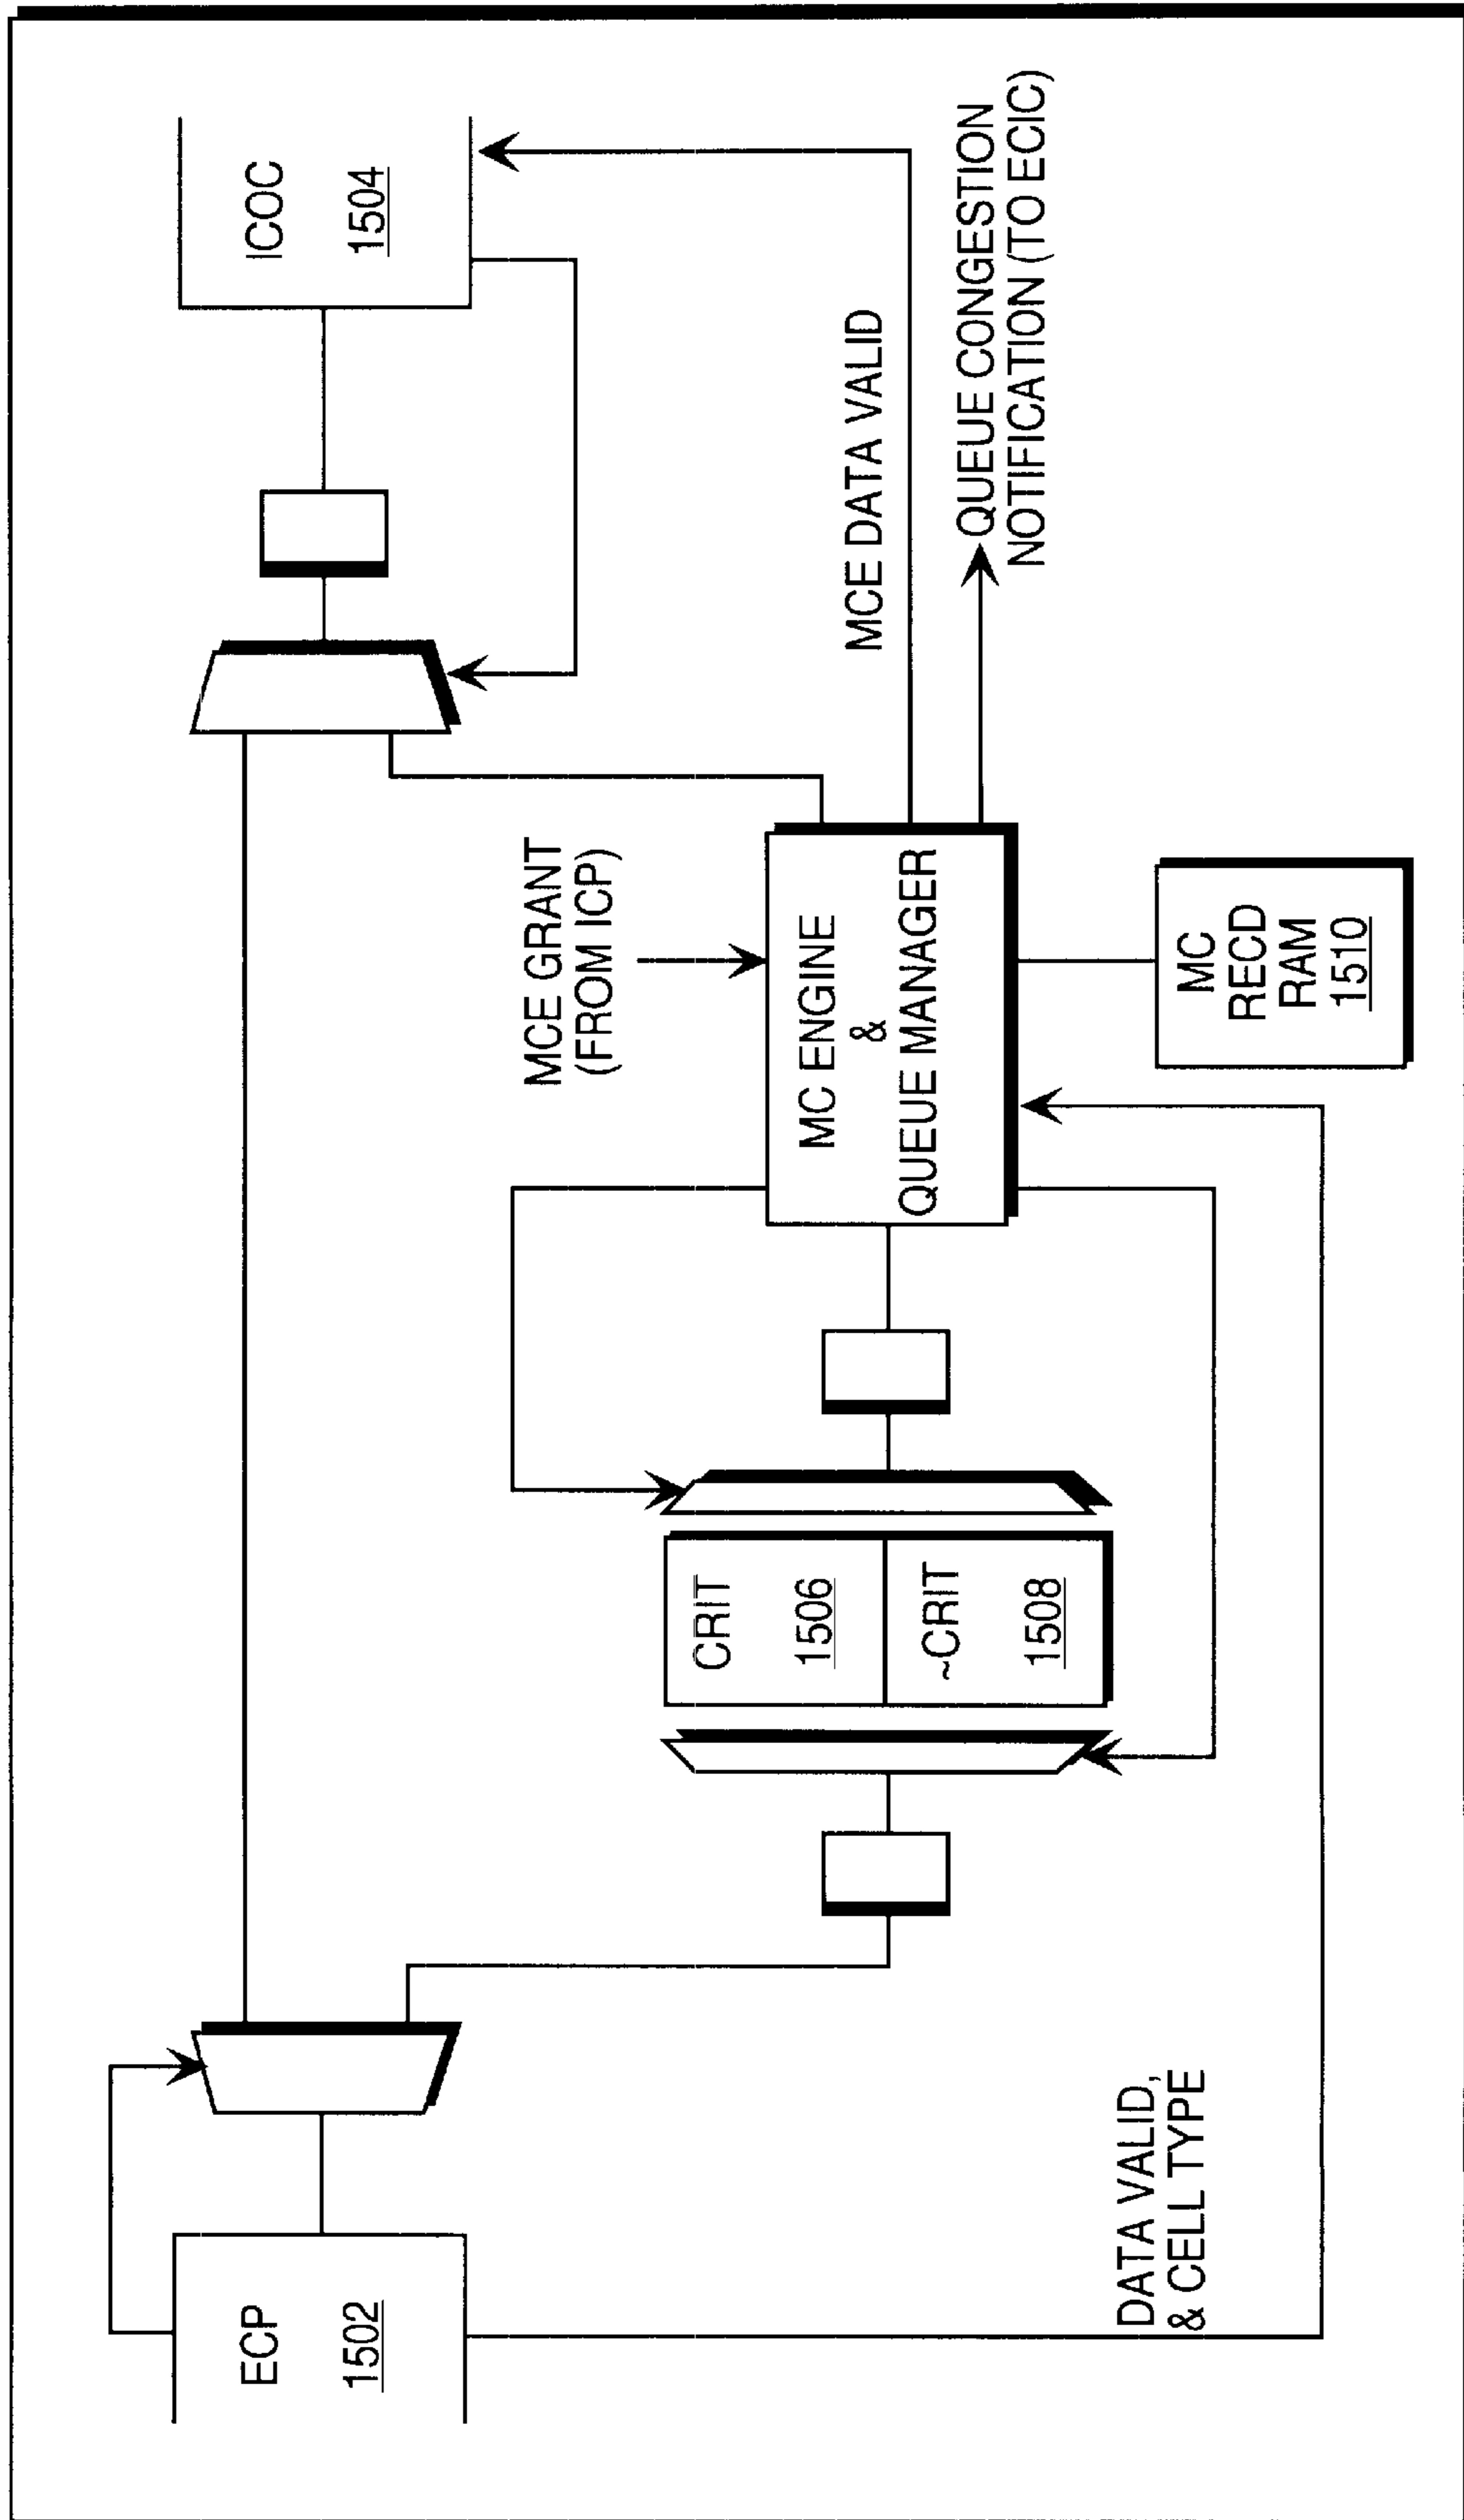 ECP
1502
ICOC
1504
MCE GRANT
(FROM ICP)
CRIT
1506
~CRIT
1508
MC ENGINE
&
QUEUE MANAGER
MCE DATA VALID
QUEUE CONGESTION
NOTIFICATION (TO ECIC)
MC
RECD
RAM
1510
DATA VALID,
& CELL TYPE